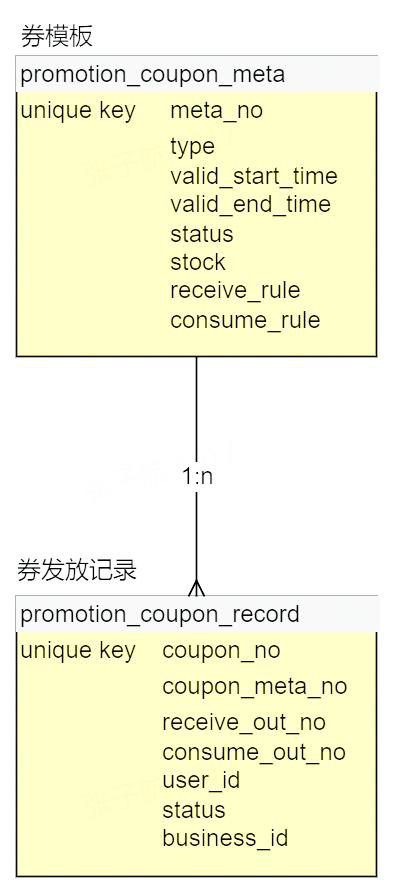 券模板
promotion_coupon_meta
unique key meta_no
type
valid_start_time
valid_end_time
status
stock
receive_rule
consume_rule
1:n
券发放记录
promotion_coupon_record
unique key coupon_no
coupon_meta_no
receive_out_no
consume_out_no
user_id
status
business_id